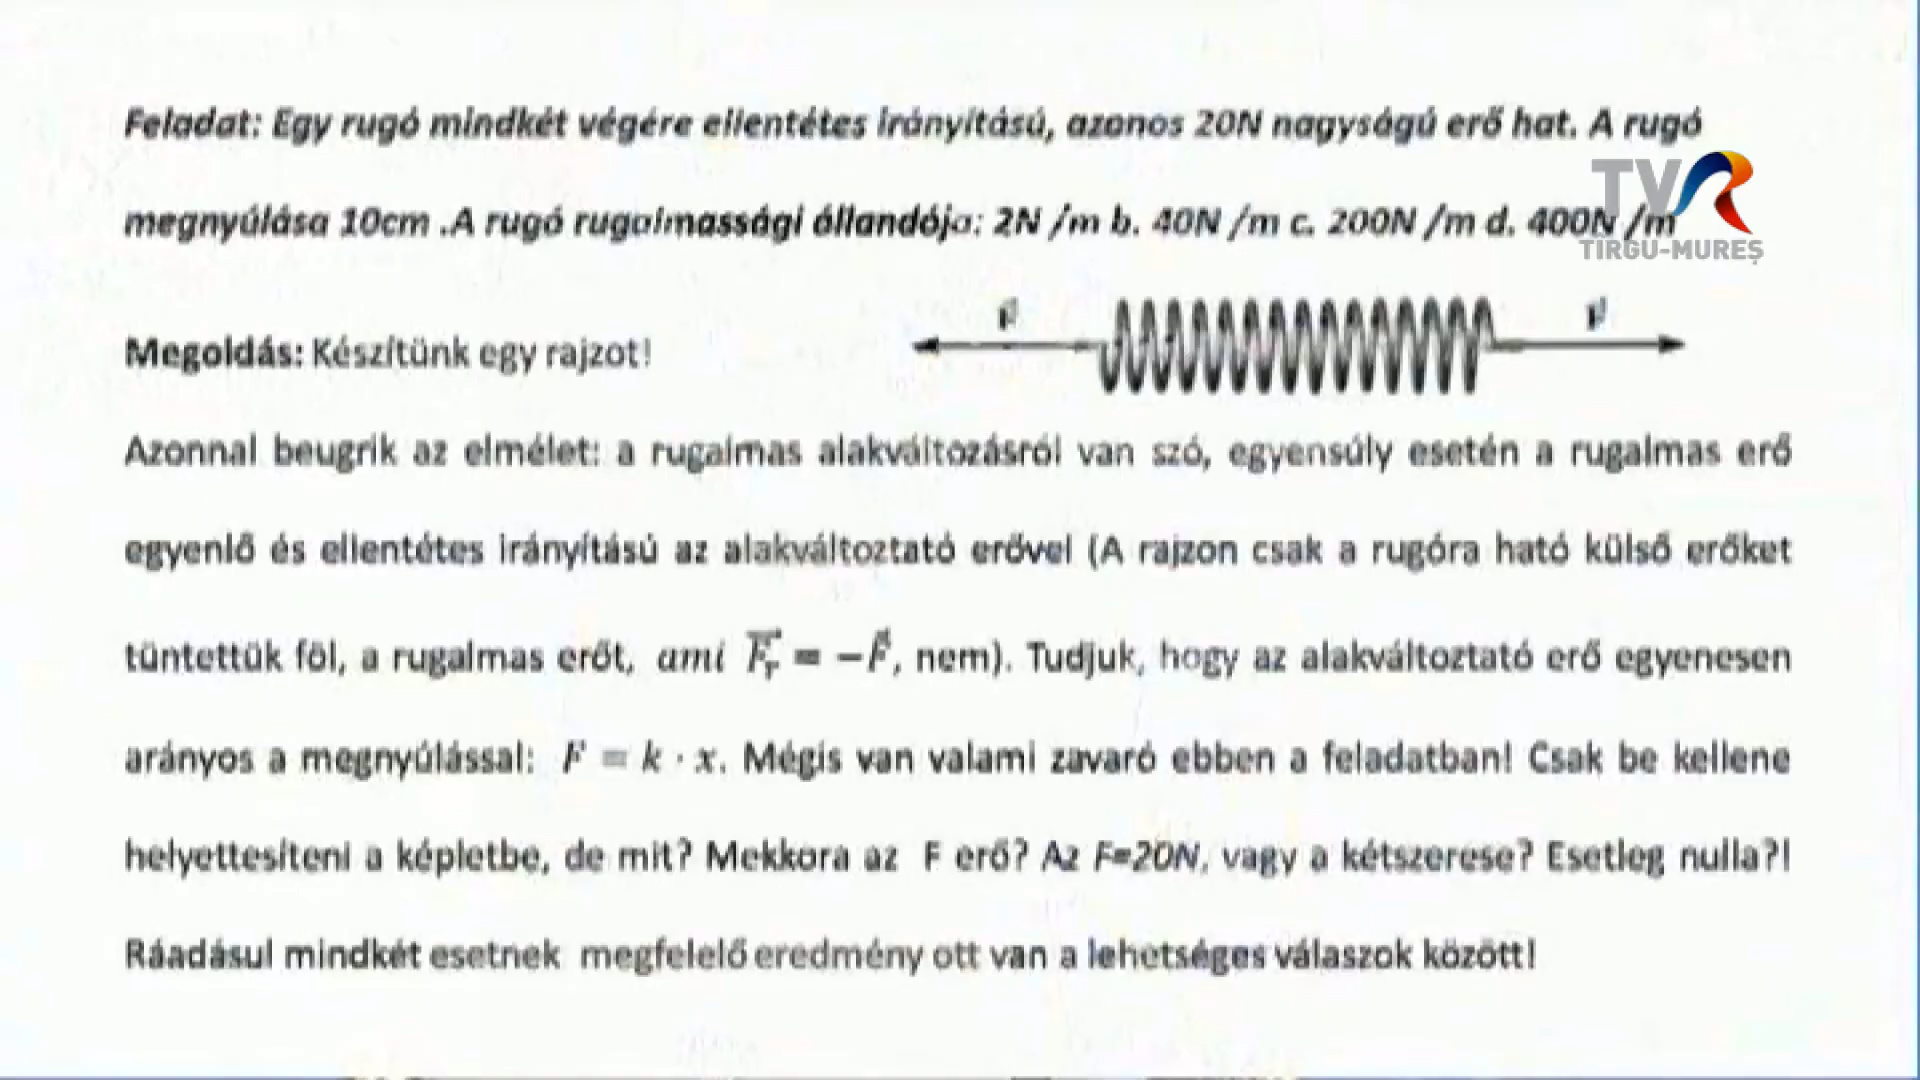 Feladat: Egy rugó mindkét végére ellentétes irányítású, azonos 20N nagyságú erő hat. A rugó
megnyúlása 10cm .A rugó rugalmassági állandója: 2N /m b. 40N /m c. 200N /m d. 400N /m
TVR
TÎRGU-MUREȘ
F F
Megoldás: Készítünk egy rajzot!
Azonnal beugrik az elmélet: a rugalmas alakváltozásról van szó, egyensúly esetén a rugalmas erő
egyenlő és ellentétes irányítású az alakváltoztató erővel (A rajzon csak a rugóra ható külső erőket
tüntettük föl, a rugalmas erőt, ami F⃗ᵣ = −F⃗, nem). Tudjuk, hogy az alakváltoztató erő egyenesen
arányos a megnyúlással: F = k · x. Mégis van valami zavaró ebben a feladatban! Csak be kellene
helyettesíteni a képletbe, de mit? Mekkora az F erő? Az F=20N, vagy a kétszerese? Esetleg nulla?!
Ráadásul mindkét esetnek megfelelő eredmény ott van a lehetséges válaszok között!